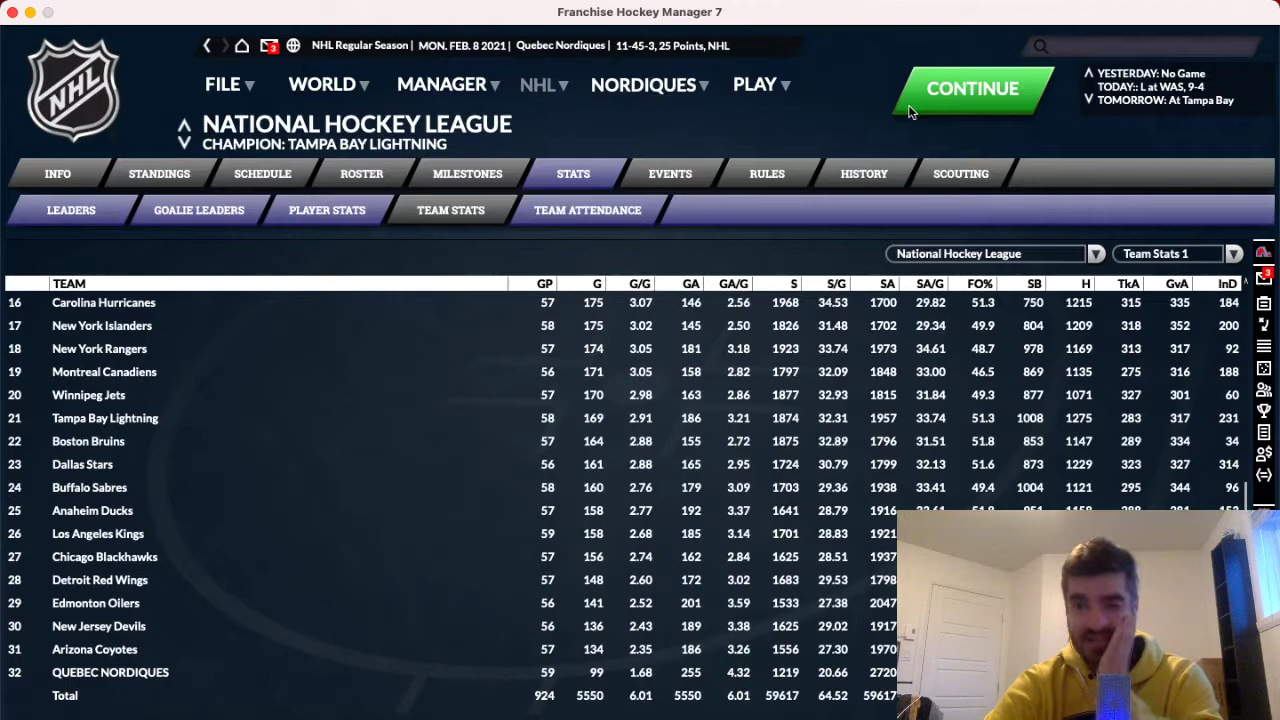 Franchise Hockey Manager 7
3 NHL Regular Season | MON. FEB. 8 2021 | Quebec Nordiques | 11-45-3, 25 Points, NHL
NHL
FILE WORLD MANAGER NHL NORDIQUES PLAY
CONTINUE
YESTERDAY: No Game
TODAY:: L at WAS, 9-4
TOMORROW: At Tampa Bay
NATIONAL HOCKEY LEAGUE
CHAMPION: TAMPA BAY LIGHTNING
INFO STANDINGS SCHEDULE ROSTER MILESTONES STATS EVENTS RULES HISTORY SCOUTING
LEADERS GOALIE LEADERS PLAYER STATS TEAM STATS TEAM ATTENDANCE
National Hockey League Team Stats 1
TEAM GP G G/G GA GA/G S S/G SA SA/G FO% SB H TkA GvA InD
3
16 Carolina Hurricanes 57 175 3.07 146 2.56 1968 34.53 1700 29.82 51.3 750 1215 315 335 184
17 New York Islanders 58 175 3.02 145 2.50 1826 31.48 1702 29.34 49.9 804 1209 318 352 200
18 New York Rangers 57 174 3.05 181 3.18 1923 33.74 1973 34.61 48.7 978 1169 313 317 92
19 Montreal Canadiens 56 171 3.05 158 2.82 1797 32.09 1848 33.00 46.5 869 1135 275 316 188
20 Winnipeg Jets 57 170 2.98 163 2.86 1877 32.93 1815 31.84 49.3 877 1071 617 301 60
21 Tampa Bay Lightning 58 169 2.91 186 3.21 1874 32.31 1957 33.74 51.3 1008 1275 283 317 231
22 Boston Bruins 57 164 2.88 155 2.72 1875 32.89 1796 31.51 51.8 853 1147 289 334 34
23 Dallas Stars 56 161 2.88 165 2.95 1724 30.79 1799 32.13 51.6 873 1229 323 327 314
24 Buffalo Sabres 58 160 2.76 179 3.09 1703 29.36 1938 33.41 49.4 1004 1121 295 344 96
25 Anaheim Ducks 57 158 2.77 192 3.37 1641 28.79 1916
26 Los Angeles Kings 59 158 2.68 185 3.14 1701 28.83 1921
27 Chicago Blackhawks 57 156 2.74 162 2.84 1625 28.51 1937
28 Detroit Red Wings 57 148 2.60 172 3.02 1683 29.53 1798
29 Edmonton Oilers 56 141 2.52 201 3.59 1533 27.38 2047
30 New Jersey Devils 56 136 2.43 189 3.38 1625 29.02 1917
31 Arizona Coyotes 57 134 2.35 186 3.26 1556 27.30 1970
32 QUEBEC NORDIQUES 59 99 1.68 255 4.32 1219 20.66 2720
Total 924 5550 6.01 5550 6.01 59617 64.52 59617